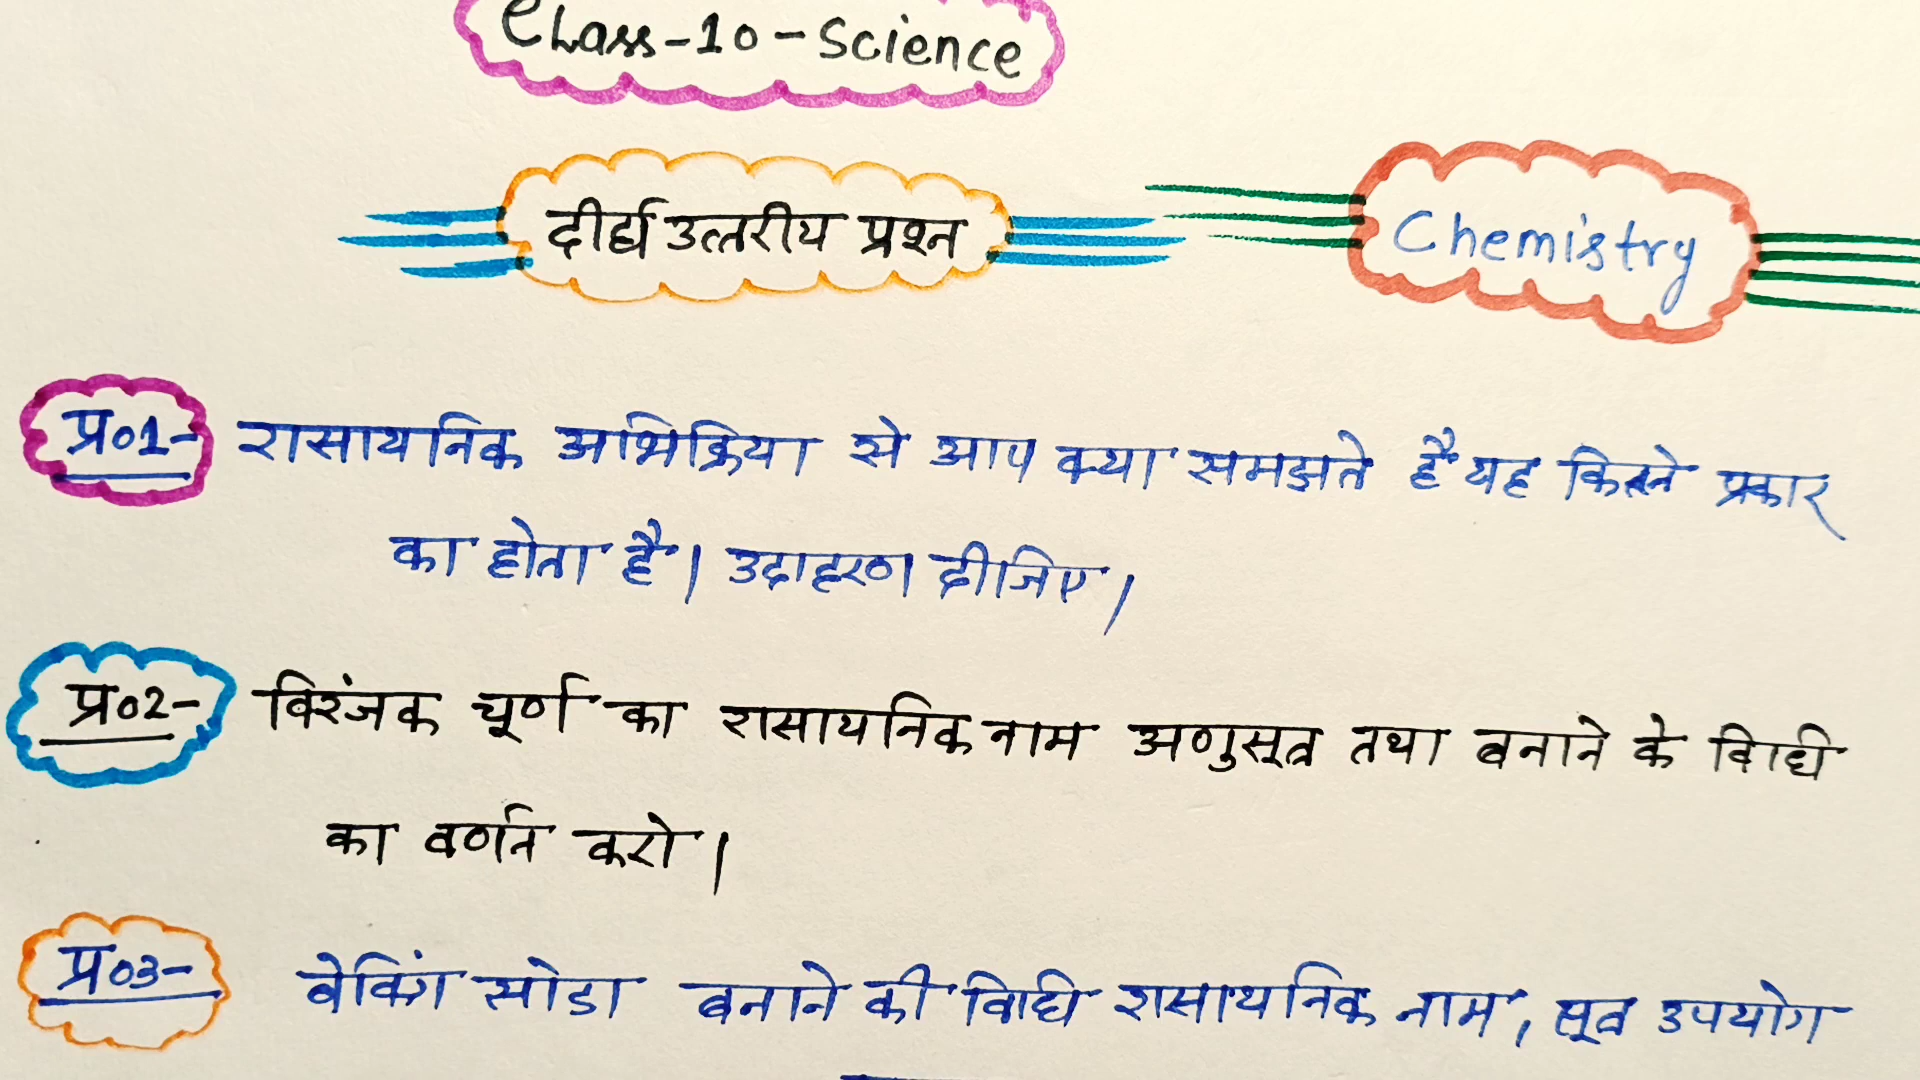 Class-10-Science
दीर्घ उत्तरीय प्रश्न
Chemistry
प्र01- रासायनिक अभिक्रिया से आप क्या समझते है यह कितने प्रकार
का होता है। उदाहरण दीजिए।
प्र02- विरंजक चूर्ण का रासायनिक नाम अणुसूत्र तथा बनाने के विधि
का वर्णन करो।
प्र03- बेकिंग सोडा बनाने की विधि रासायनिक नाम, सूत्र उपयोग